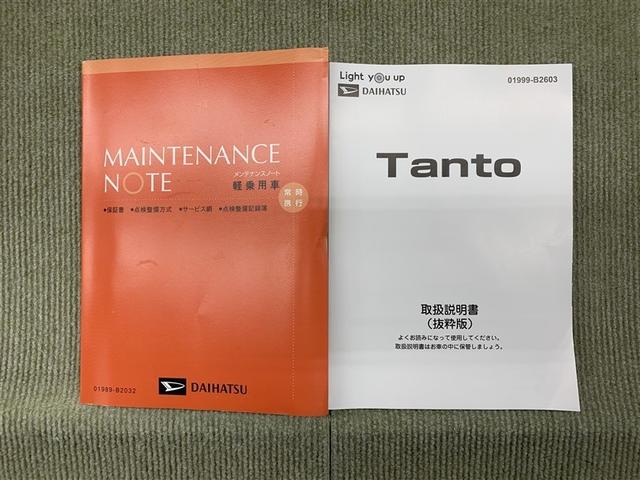 MAINTENANCE
NOTE
メンテナンスノート
軽乗用車
常時
携行
●保証書 ●点検整備方式 ●サービス網 ●点検整備記録簿
01989-B2032
DAIHATSU
Light you up
DAIHATSU
01999-B2603
Tanto
取扱説明書
（抜粋版）
よくお読みになって使用してください。
取扱説明書はお車の中に保管しましょう。